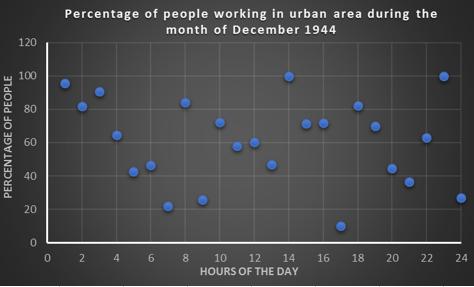 Percentage of people working in urban area during the
month of December 1944
120
100
80
60
40
20
0
PERCENTAGE OF PEOPLE
0 2 4 6 8 10 12 14 16 18 20 22 24
HOURS OF THE DAY